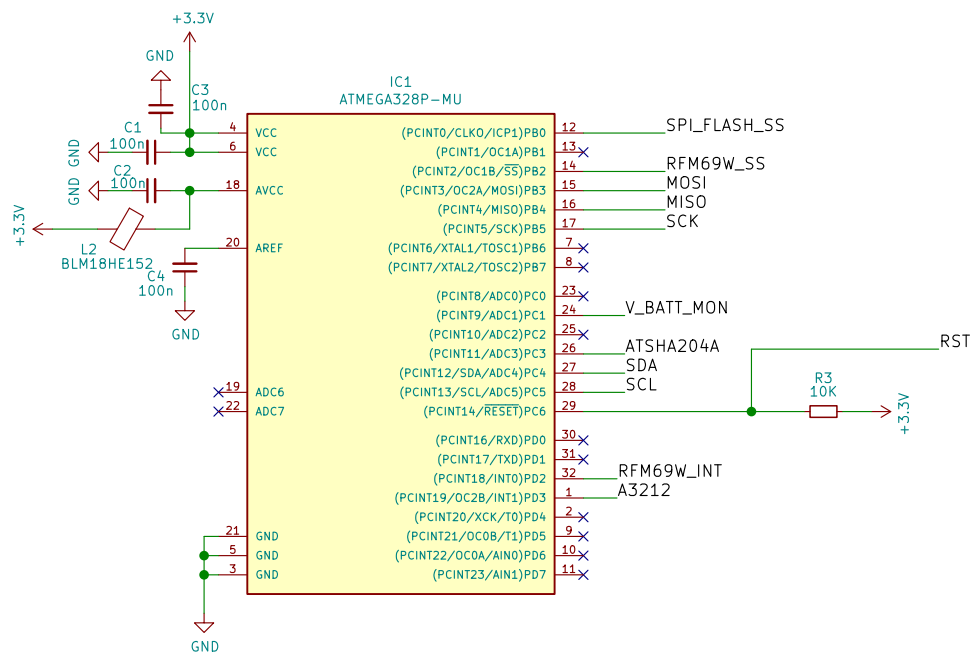 +3.3V
GND
C3
100n
IC1
ATMEGA328P-MU
C1
100n
GND
C2
100n
GND
+3.3V
L2
BLM18HE152
C4
100n
GND
4 VCC
6 VCC
18 AVCC
20 AREF
19 ADC6
22 ADC7
21 GND
5 GND
3 GND
GND
(PCINT0/CLKO/ICP1)PB0 12 SPI_FLASH_SS
(PCINT1/OC1A)PB1 13
(PCINT2/OC1B/SS)PB2 14 RFM69W_SS
(PCINT3/OC2A/MOSI)PB3 15 MOSI
(PCINT4/MISO)PB4 16 MISO
(PCINT5/SCK)PB5 17 SCK
(PCINT6/XTAL1/TOSC1)PB6 7
(PCINT7/XTAL2/TOSC2)PB7 8
(PCINT8/ADC0)PC0 23
(PCINT9/ADC1)PC1 24 V_BATT_MON
(PCINT10/ADC2)PC2 25
(PCINT11/ADC3)PC3 26 ATSHA204A
(PCINT12/SDA/ADC4)PC4 27 SDA
(PCINT13/SCL/ADC5)PC5 28 SCL
(PCINT14/RESET)PC6 29
RST
R3
10K
+3.3V
(PCINT16/RXD)PD0 30
(PCINT17/TXD)PD1 31
(PCINT18/INT0)PD2 32 RFM69W_INT
(PCINT19/OC2B/INT1)PD3 1 A3212
(PCINT20/XCK/T0)PD4 2
(PCINT21/OC0B/T1)PD5 9
(PCINT22/OC0A/AIN0)PD6 10
(PCINT23/AIN1)PD7 11